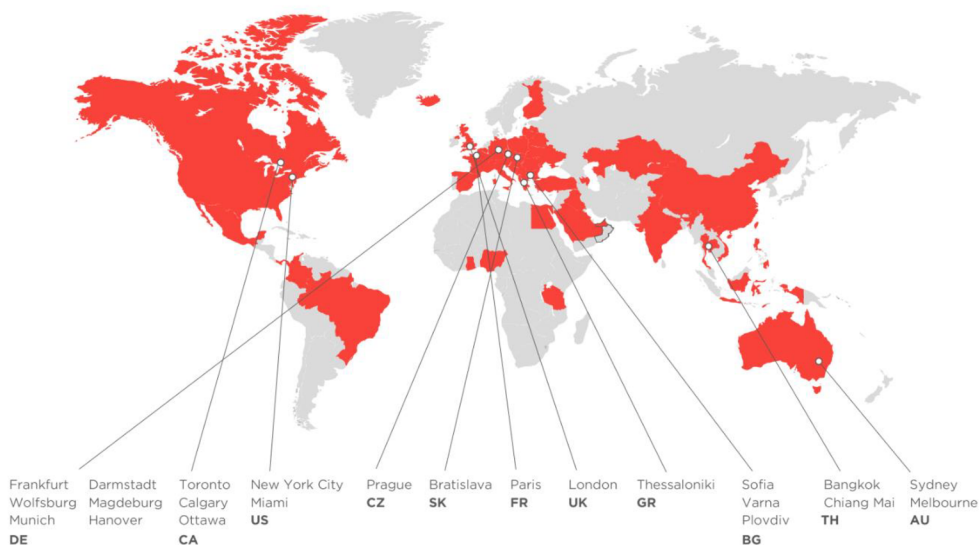 Frankfurt
Wolfsburg
Munich
DE
Darmstadt
Magdeburg
Hanover
Toronto
Calgary
Ottawa
CA
New York City
Miami
US
Prague
CZ
Bratislava
SK
Paris
FR
London
UK
Thessaloniki
GR
Sofia
Varna
Plovdiv
BG
Bangkok
Chiang Mai
TH
Sydney
Melbourne
AU